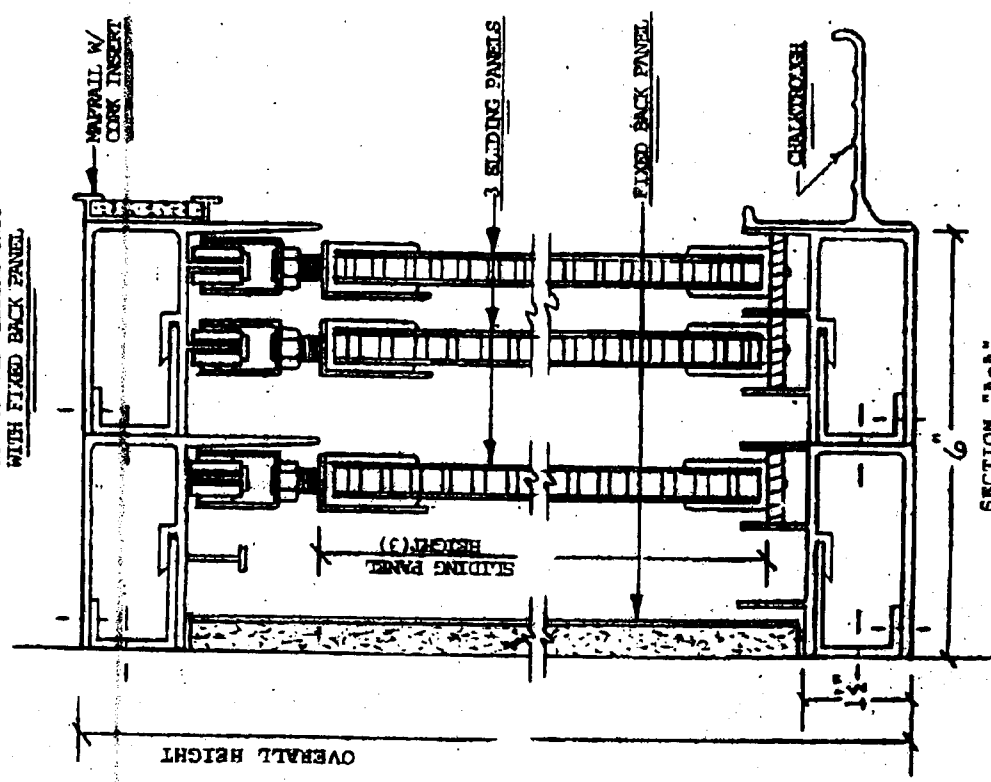 WITH FIXED BACK PANEL
MAPRAIL W/
CORK INSERT
3 SLIDING PANELS
FIXED BACK PANEL
CHALKTROUGH
SLIDING PANEL
HEIGHT(3)
OVERALL HEIGHT
6"